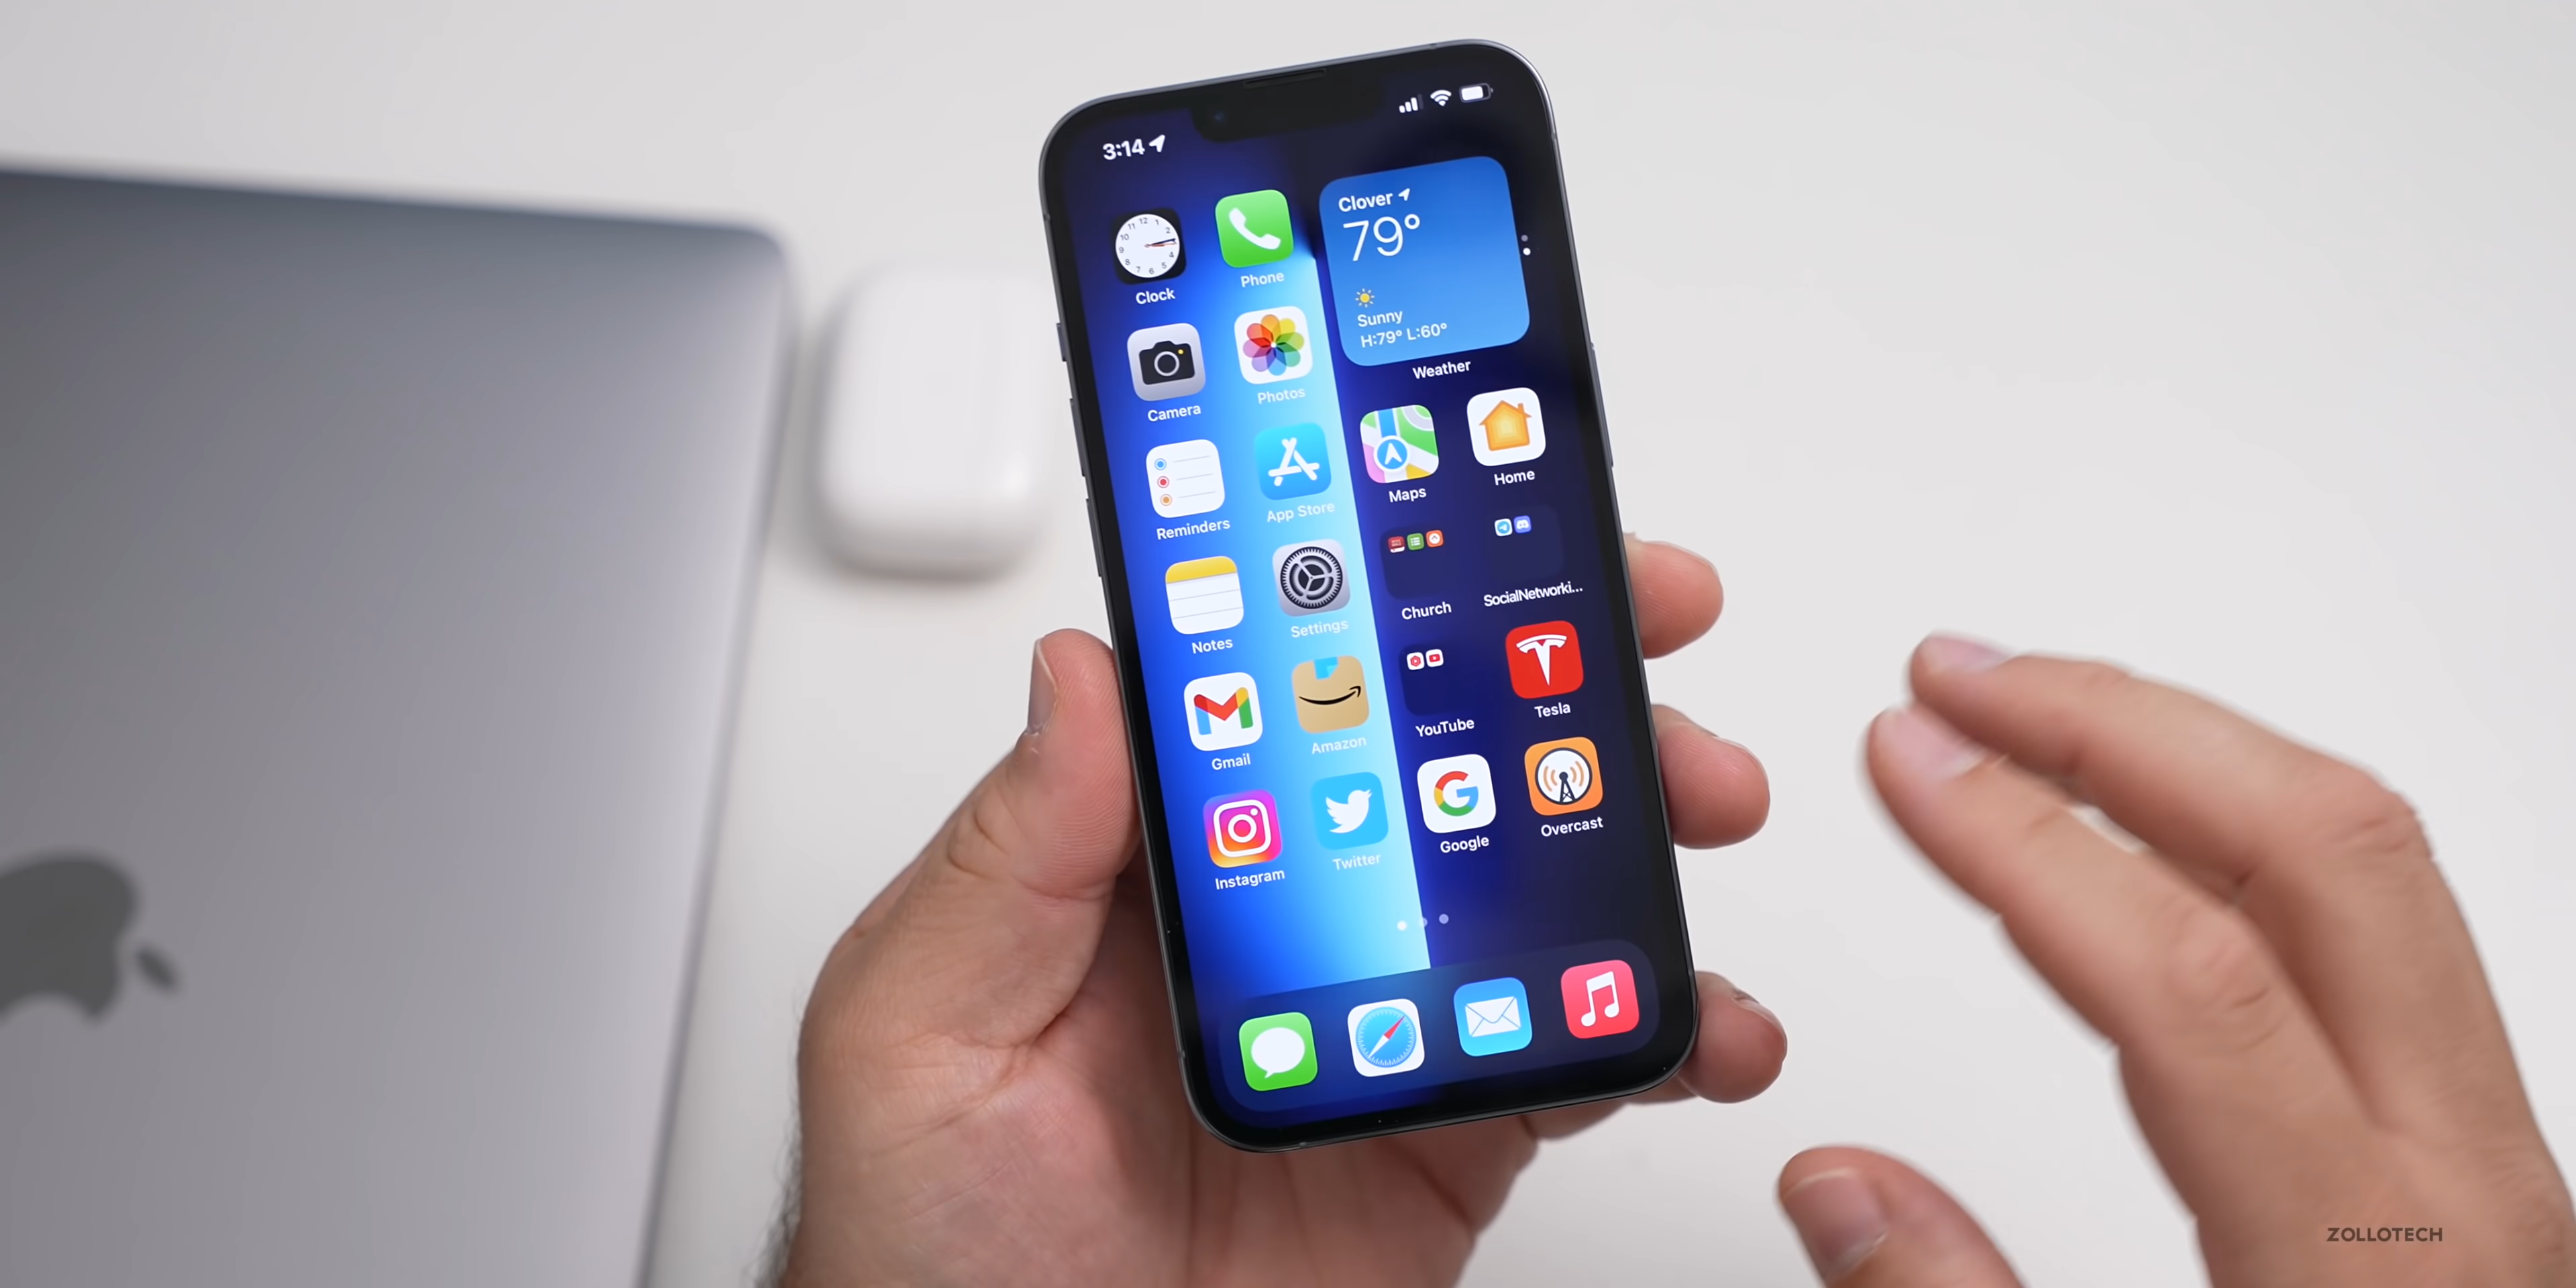 3:14
Clover
79°
Sunny
H:79° L:60°
Weather
Clock
Phone
Camera
Photos
Maps
Home
Reminders
App Store
Church
SocialNetworki...
Notes
Settings
YouTube
Tesla
Gmail
Amazon
Google
Overcast
Instagram
Twitter
ZOLLOTECH